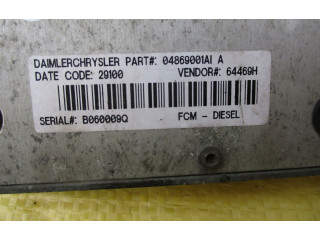 DAIMLERCHRYSLER PART#: 04869001AI A
DATE CODE: 29100 VENDOR#: 64469H
SERIAL#: B060009Q FCM - DIESEL